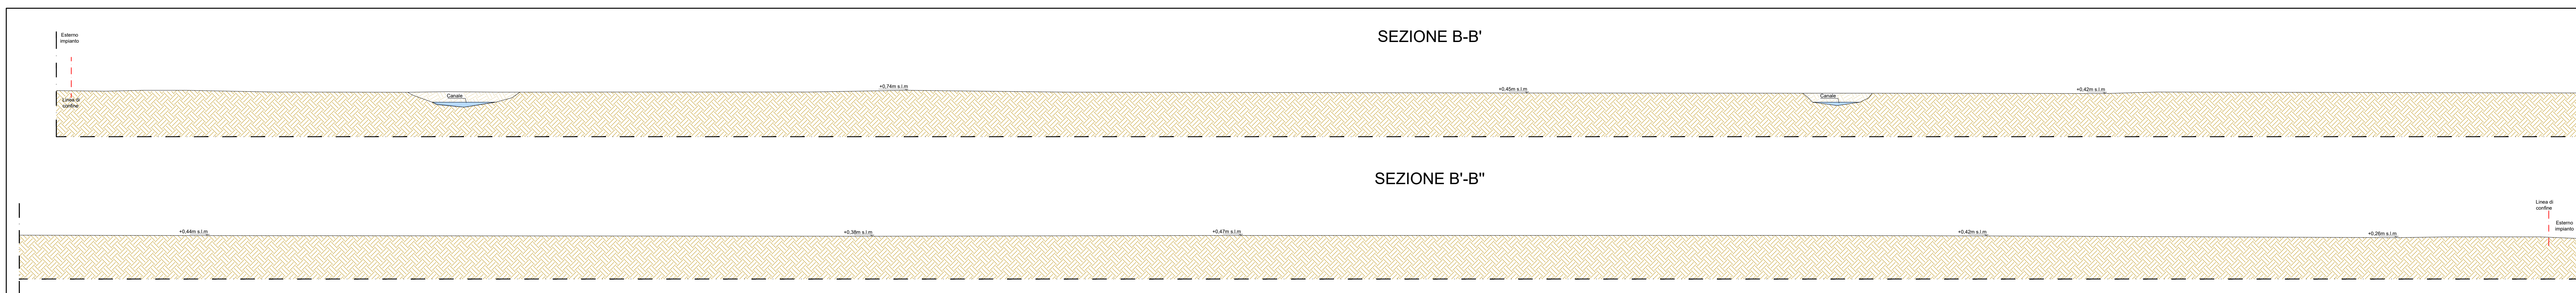 SEZIONE B-B'
Esterno
impianto
Linea di
confine
Canale
+0,74m s.l.m.
+0,45m s.l.m.
Canale
+0,42m s.l.m.
SEZIONE B'-B"
+0,44m s.l.m.
+0,38m s.l.m.
+0,47m s.l.m.
+0,42m s.l.m.
+0,26m s.l.m.
Linea di
confine
Esterno
impianto